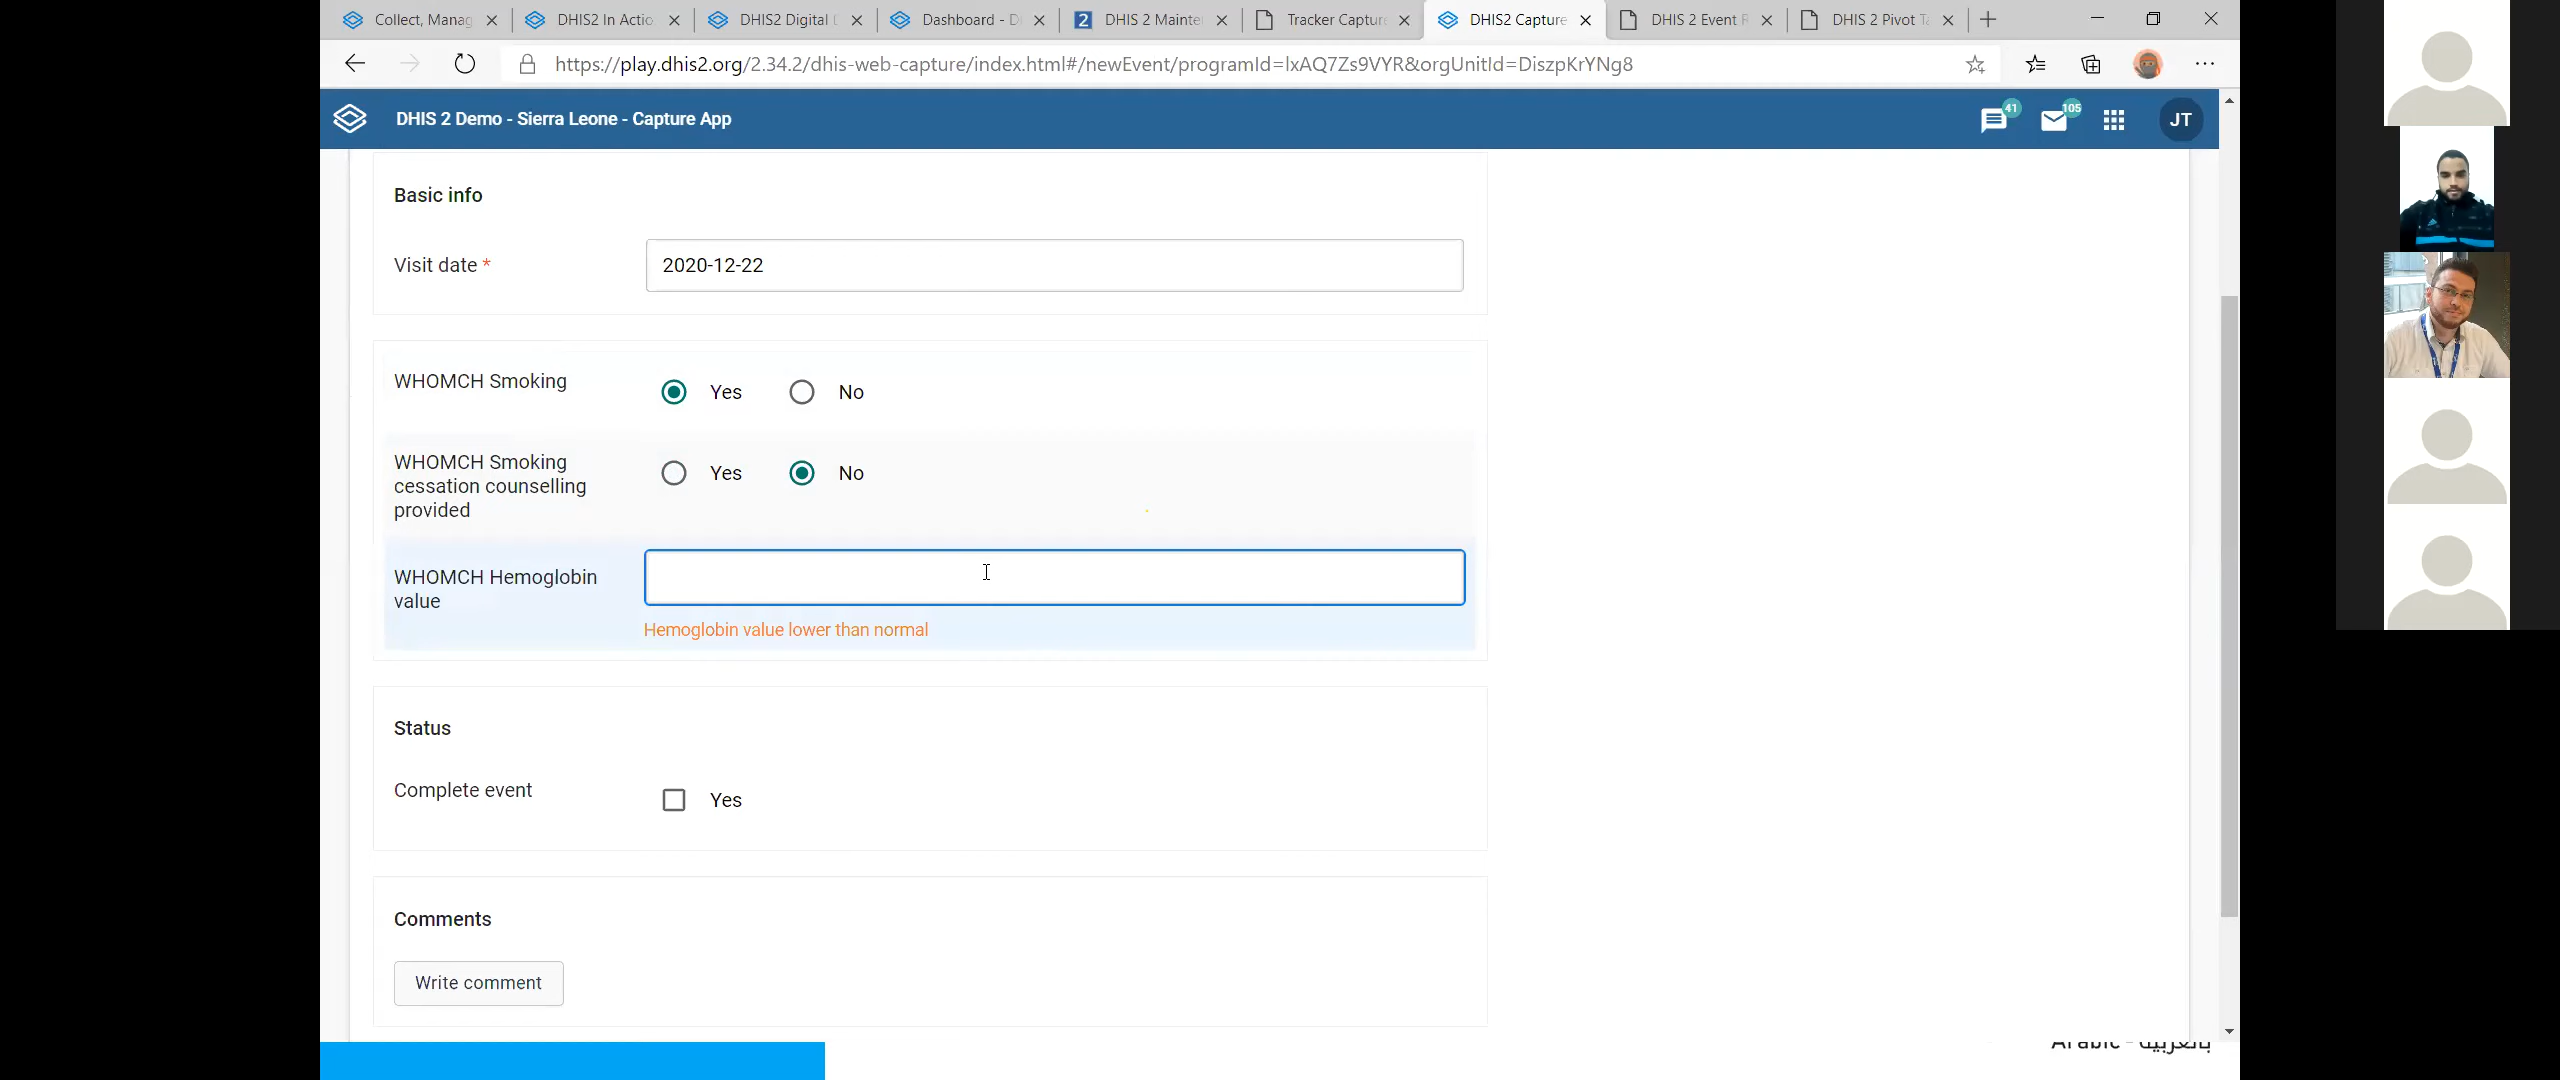 Collect, Manag
DHIS2 In Actio
DHIS2 Digital
Dashboard - D
2 DHIS 2 Mainte
Tracker Capture
DHIS2 Capture
DHIS 2 Event R
DHIS 2 Pivot Ta
https://play.dhis2.org/2.34.2/dhis-web-capture/index.html#/newEvent/programId=lxAQ7Zs9VYR&orgUnitId=DiszpKrYNg8
DHIS 2 Demo - Sierra Leone - Capture App
41
105
JT
Basic info
Visit date *
2020-12-22
WHOMCH Smoking
Yes
No
WHOMCH Smoking
cessation counselling
provided
Yes
No
WHOMCH Hemoglobin
value
Hemoglobin value lower than normal
Status
Complete event
Yes
Comments
Write comment
Arabic - بالعربية